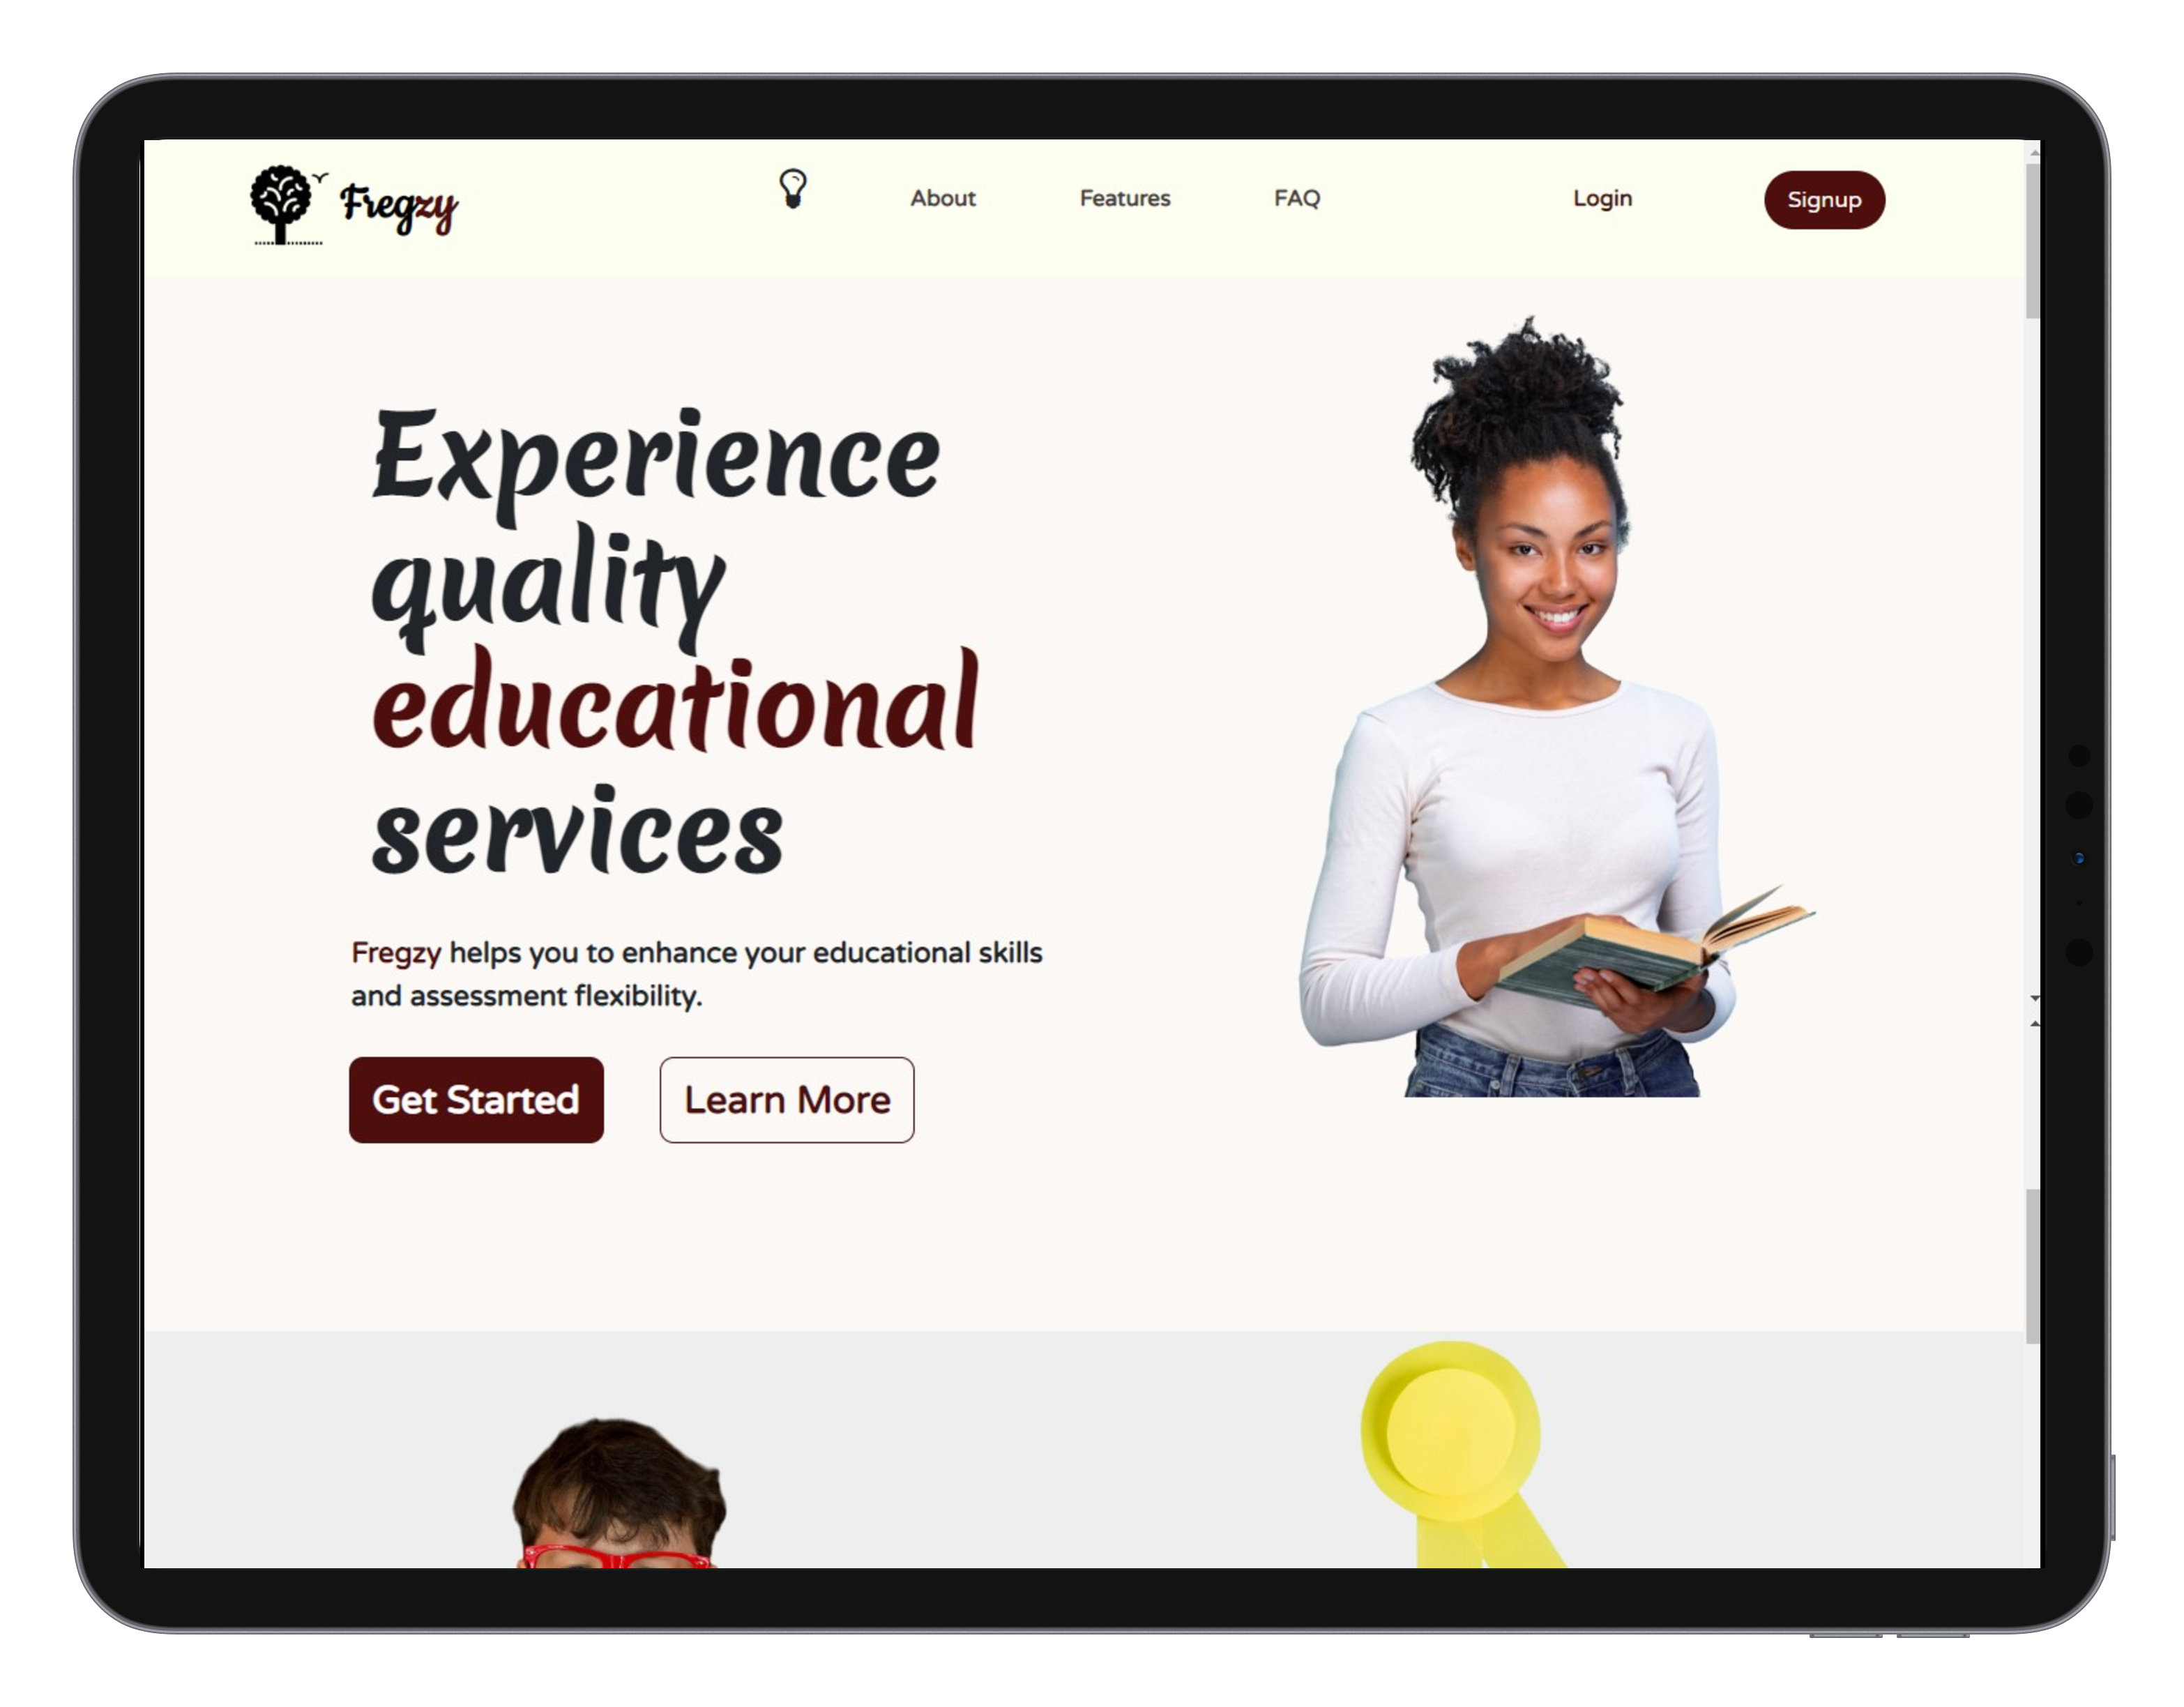 Fregzy
About
Features
FAQ
Login
Signup
Experience
quality
educational
services
Fregzy helps you to enhance your educational skills
and assessment flexibility.
Get Started
Learn More